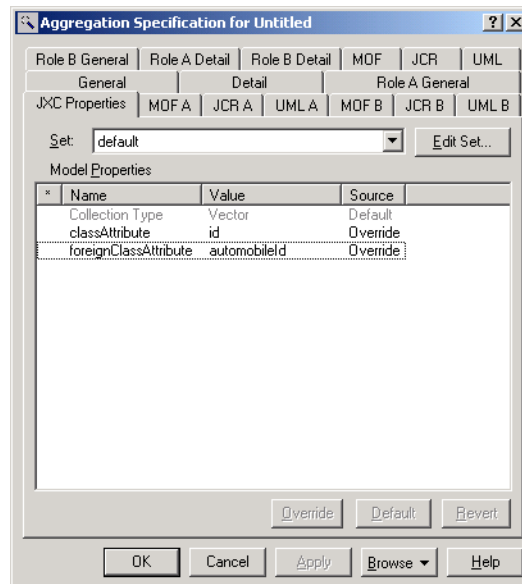 Aggregation Specification for Untitled
Role B General Role A Detail Role B Detail MOF JCR UML
General Detail Role A General
JXC Properties MOF A JCR A UML A MOF B JCR B UML B
Set: default Edit Set...
Model Properties
* Name Value Source
Collection Type Vector Default
classAttribute id Override
foreignClassAttribute automobileId Override
Override Default Revert
OK Cancel Apply Browse Help